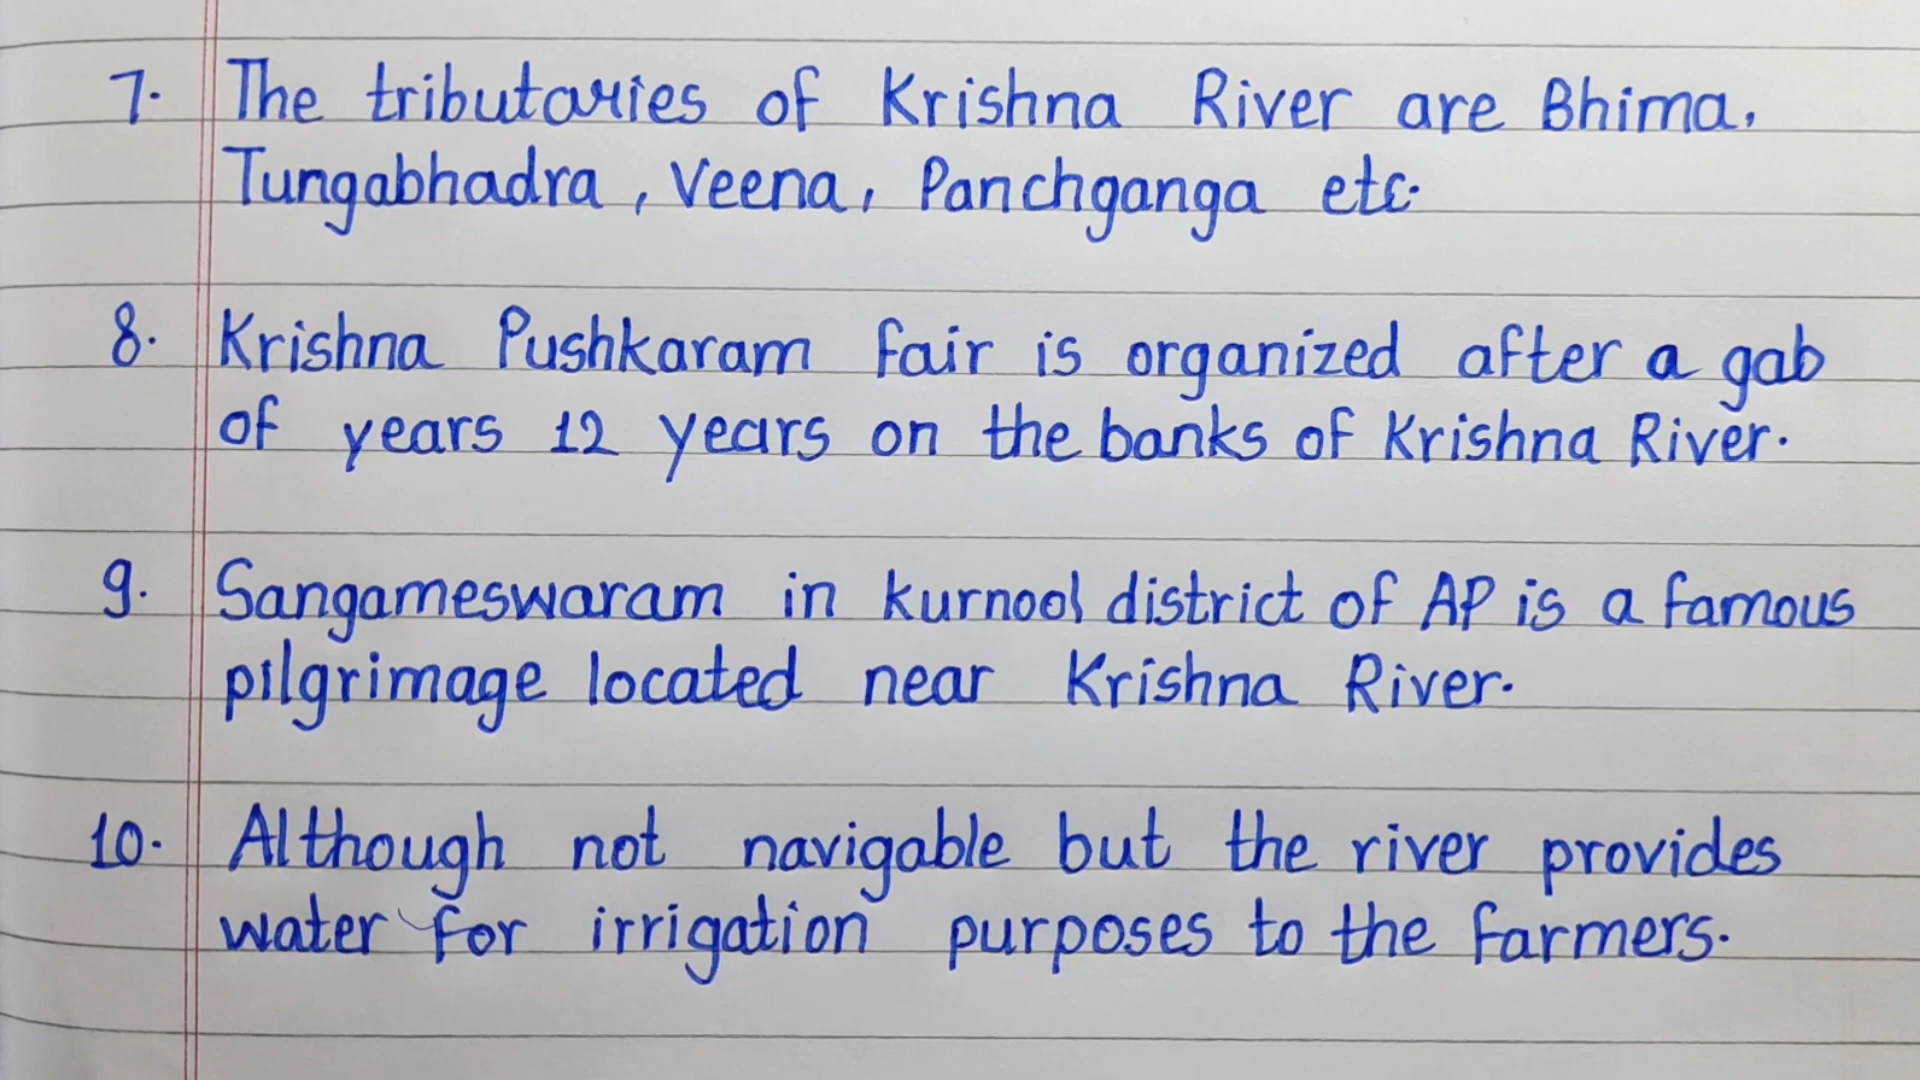 7. The tributaries of Krishna River are Bhima,
Tungabhadra, Veena, Panchganga etc.
8. Krishna Pushkaram fair is organized after a gab
of years 12 years on the banks of Krishna River.
9. Sangameswaram in kurnool district of AP is a famous
pilgrimage located near Krishna River.
10. Although not navigable but the river provides
water for irrigation purposes to the farmers.